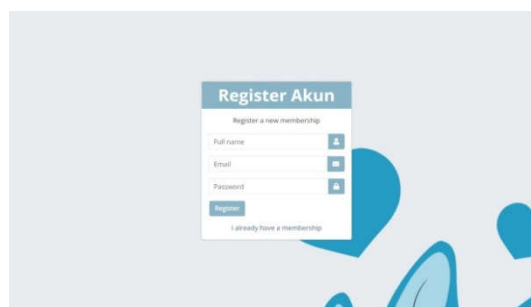 Register Akun
Register a new membership
Full name
Email
Password
Register
I already have a membership